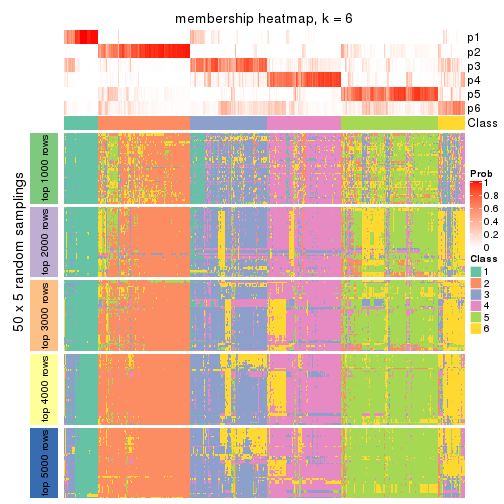 membership heatmap, k = 6
p1
p2
p3
p4
p5
p6
Class
50 x 5 random samplings
top 1000 rows
top 2000 rows
top 3000 rows
top 4000 rows
top 5000 rows
Prob
1
0.8
0.6
0.4
0.2
0
Class
1
2
3
4
5
6